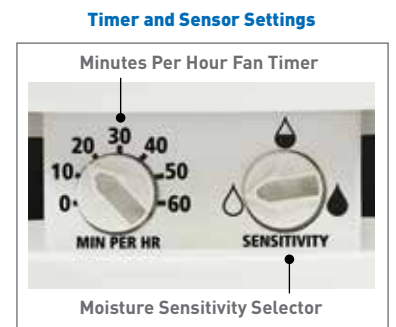 Timer and Sensor Settings
Minutes Per Hour Fan Timer
20 30 40
10 50
0 60
MIN PER HR SENSITIVITY
Moisture Sensitivity Selector